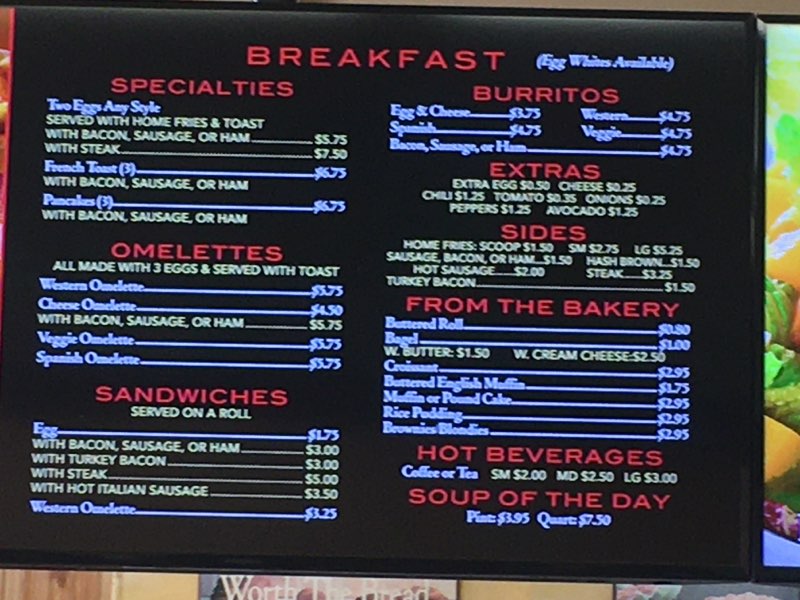 BREAKFAST (Egg Whites Available)
SPECIALTIES
Two Eggs Any Style
SERVED WITH HOME FRIES & TOAST
WITH BACON, SAUSAGE, OR HAM $5.75
WITH STEAK $7.50
French Toast (3) $6.75
WITH BACON, SAUSAGE, OR HAM
Pancakes (3) $6.75
WITH BACON, SAUSAGE, OR HAM
OMELETTES
ALL MADE WITH 3 EGGS & SERVED WITH TOAST
Western Omelette $5.75
Cheese Omelette $4.50
WITH BACON, SAUSAGE, OR HAM $5.75
Veggie Omelette $5.75
Spanish Omelette $5.75
SANDWICHES
SERVED ON A ROLL
Egg $1.75
WITH BACON, SAUSAGE, OR HAM $3.00
WITH TURKEY BACON $3.00
WITH STEAK $5.00
WITH HOT ITALIAN SAUSAGE $3.50
Western Omelette $3.25
BURRITOS
Egg & Cheese $3.75 Western $4.75
Spanish $4.75 Veggie $4.75
Bacon, Sausage, or Ham $4.75
EXTRAS
EXTRA EGG $0.50 CHEESE $0.25
CHILI $1.25 TOMATO $0.35 ONIONS $0.25
PEPPERS $1.25 AVOCADO $1.25
SIDES
HOME FRIES: SCOOP $1.50 SM $2.75 LG $5.25
SAUSAGE, BACON, OR HAM...$1.50 HASH BROWN...$1.50
HOT SAUSAGE......$2.00 STEAK.....$3.25
TURKEY BACON $1.50
FROM THE BAKERY
Buttered Roll $0.80
Bagel $1.00
W. BUTTER: $1.50 W. CREAM CHEESE:$2.50
Croissant $2.95
Buttered English Muffin $1.75
Muffin or Pound Cake $2.95
Rice Pudding $2.95
Brownies/Blondies $2.95
HOT BEVERAGES
Coffee or Tea SM $2.00 MD $2.50 LG $3.00
SOUP OF THE DAY
Pint: $3.95 Quart: $7.50
Worth The Bread